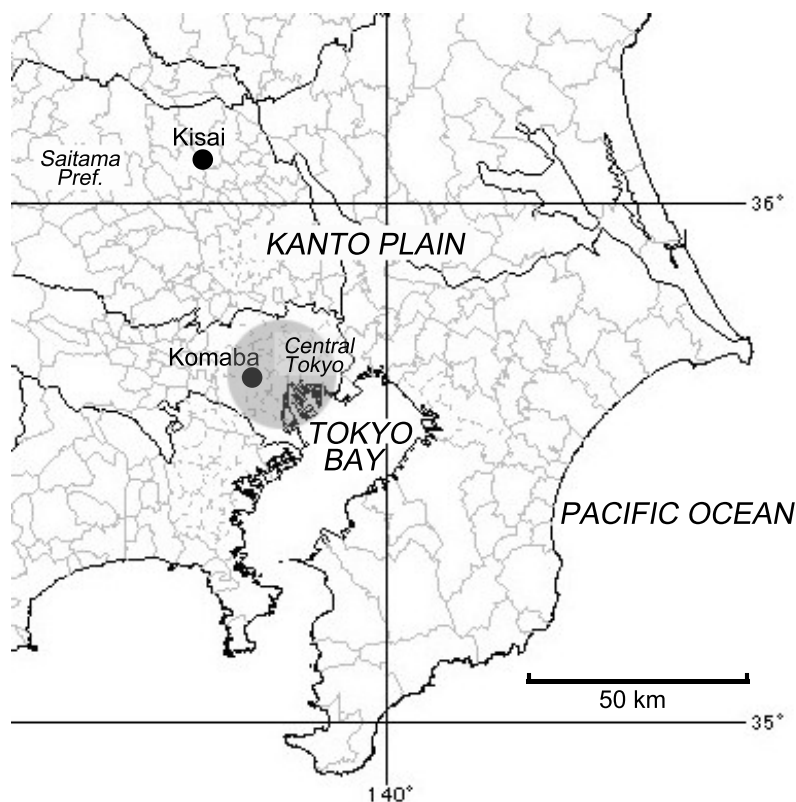 Kisai
Saitama
Pref.
36°
KANTO PLAIN
Komaba
Central
Tokyo
TOKYO
BAY
PACIFIC OCEAN
50 km
35°
140°